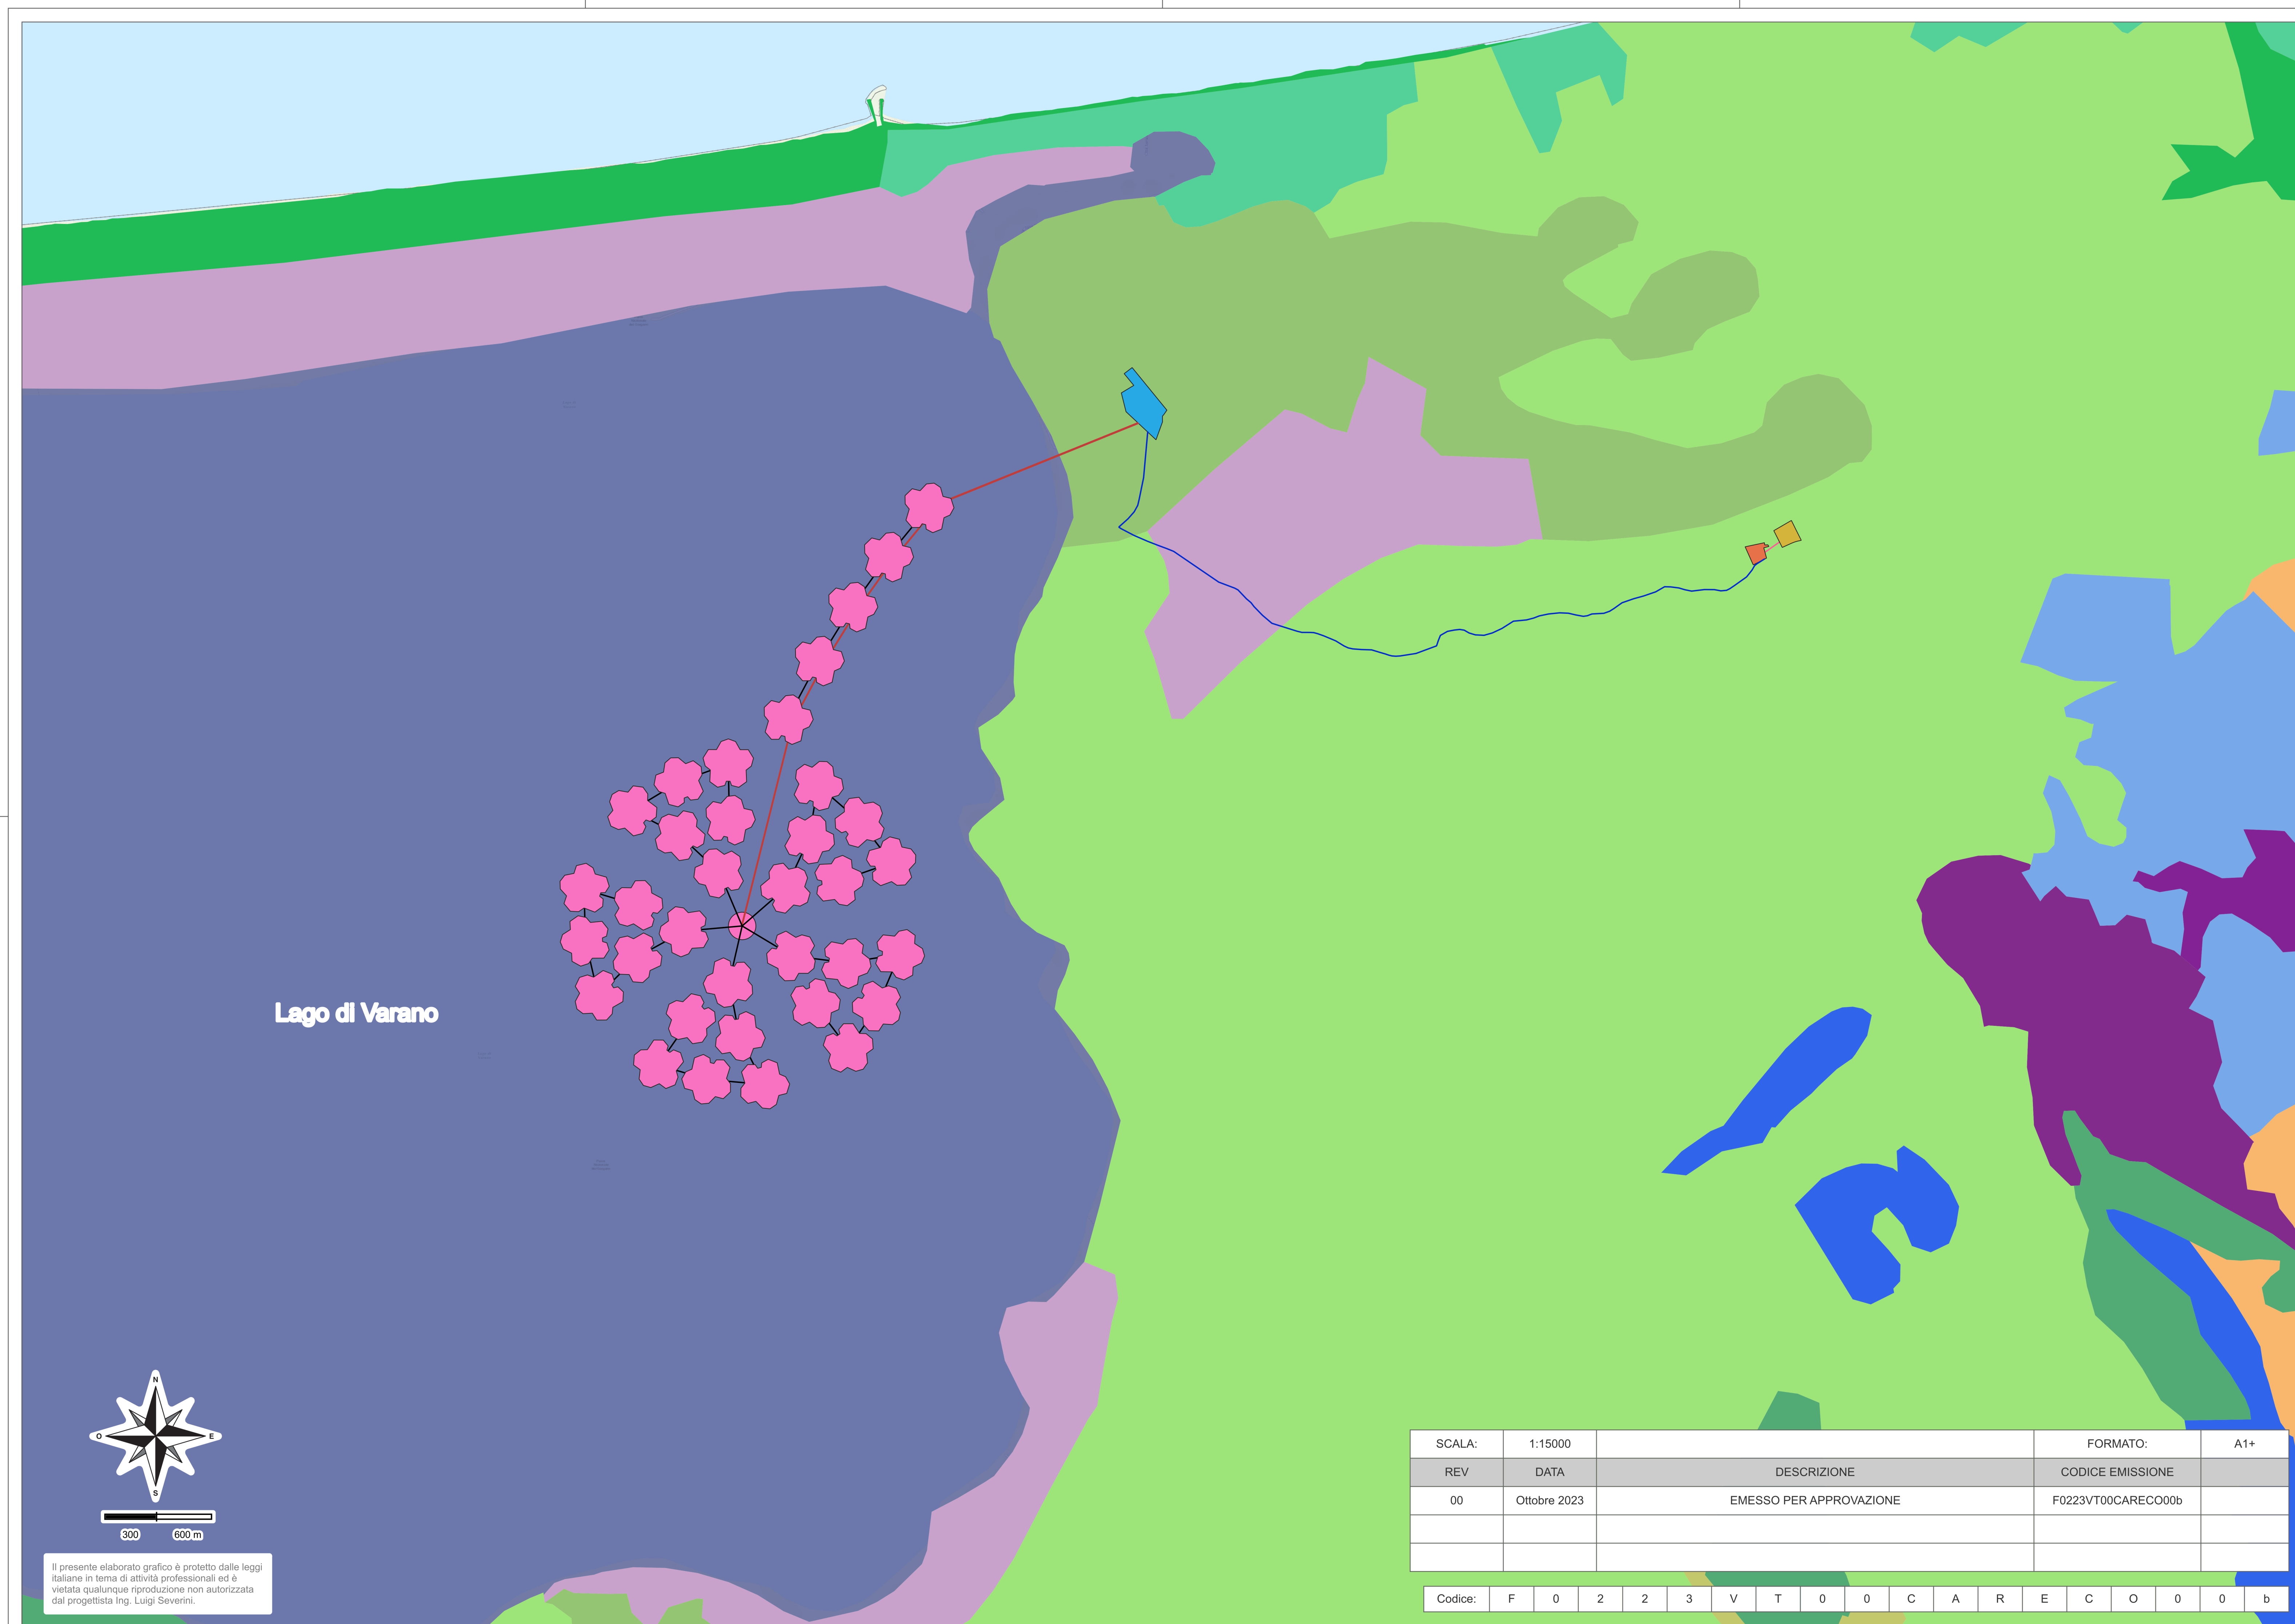 Lago di Varano
N
O
E
S
300 600 m
Il presente elaborato grafico è protetto dalle leggi
italiane in tema di attività professionali ed è
vietata qualunque riproduzione non autorizzata
dal progettista Ing. Luigi Severini.
SCALA: 1:15000 FORMATO: A1+
REV DATA DESCRIZIONE CODICE EMISSIONE
00 Ottobre 2023 EMESSO PER APPROVAZIONE F0223VT00CARECO00b
Codice: F 0 2 2 3 V T 0 0 C A R E C O 0 0 b